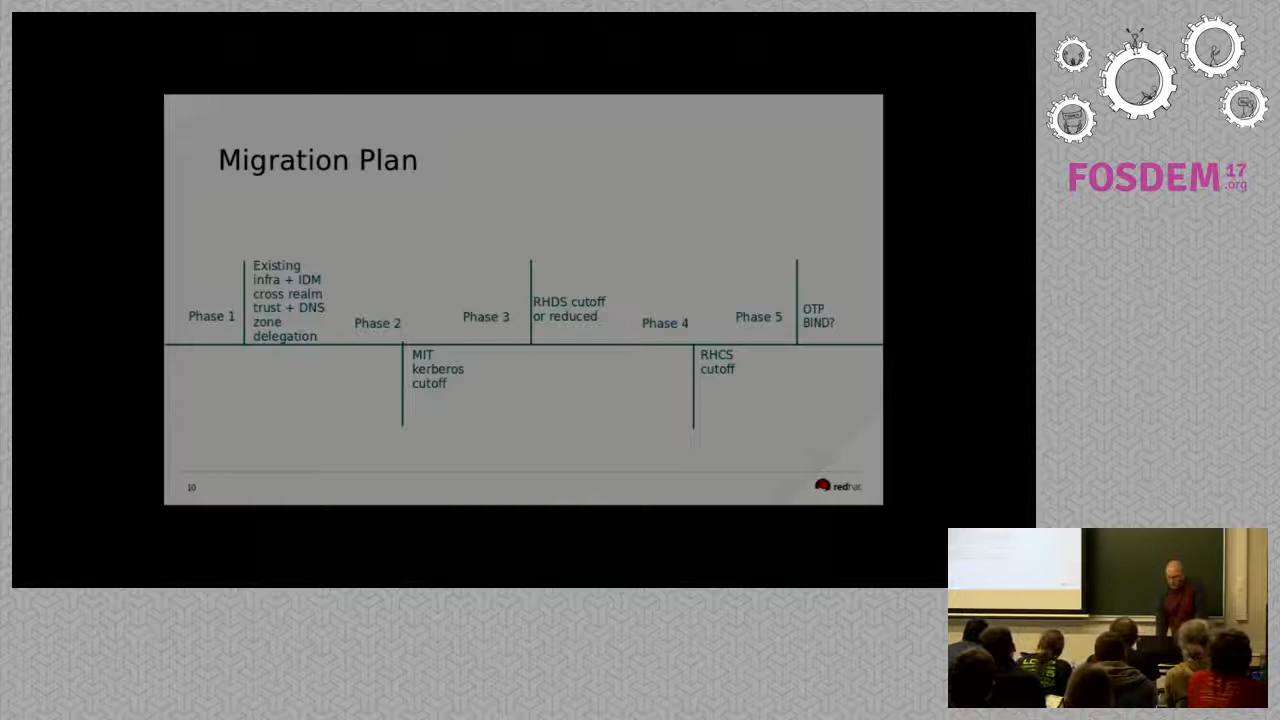 Migration Plan
Phase 1
Existing
infra + IDM
cross realm
trust + DNS
zone
delegation
Phase 2
MIT
kerberos
cutoff
Phase 3
RHDS cutoff
or reduced
Phase 4
RHCS
cutoff
Phase 5
OTP
BIND?
10
redhat
FOSDEM 17
.org